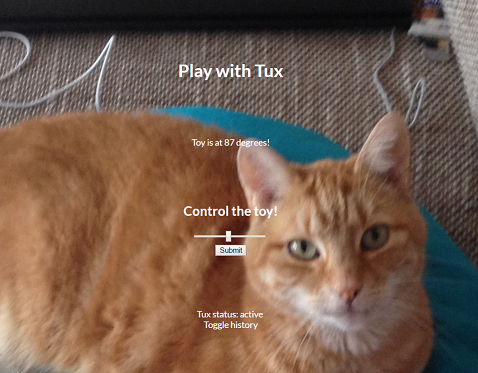 Play with Tux
Toy is at 87 degrees!
Control the toy!
Submit
Tux status: active
Toggle history